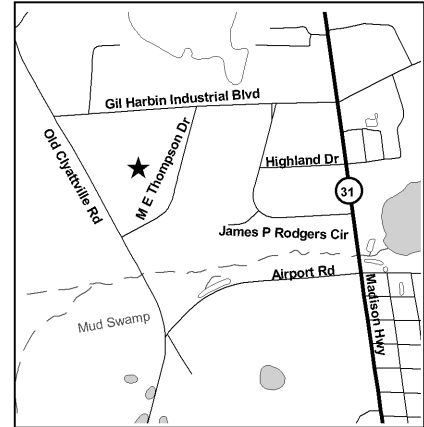 Gil Harbin Industrial Blvd
Old Clyattville Rd
M E Thompson Dr
Highland Dr
31
James P Rodgers Cir
Airport Rd
Madison Hwy
Mud Swamp